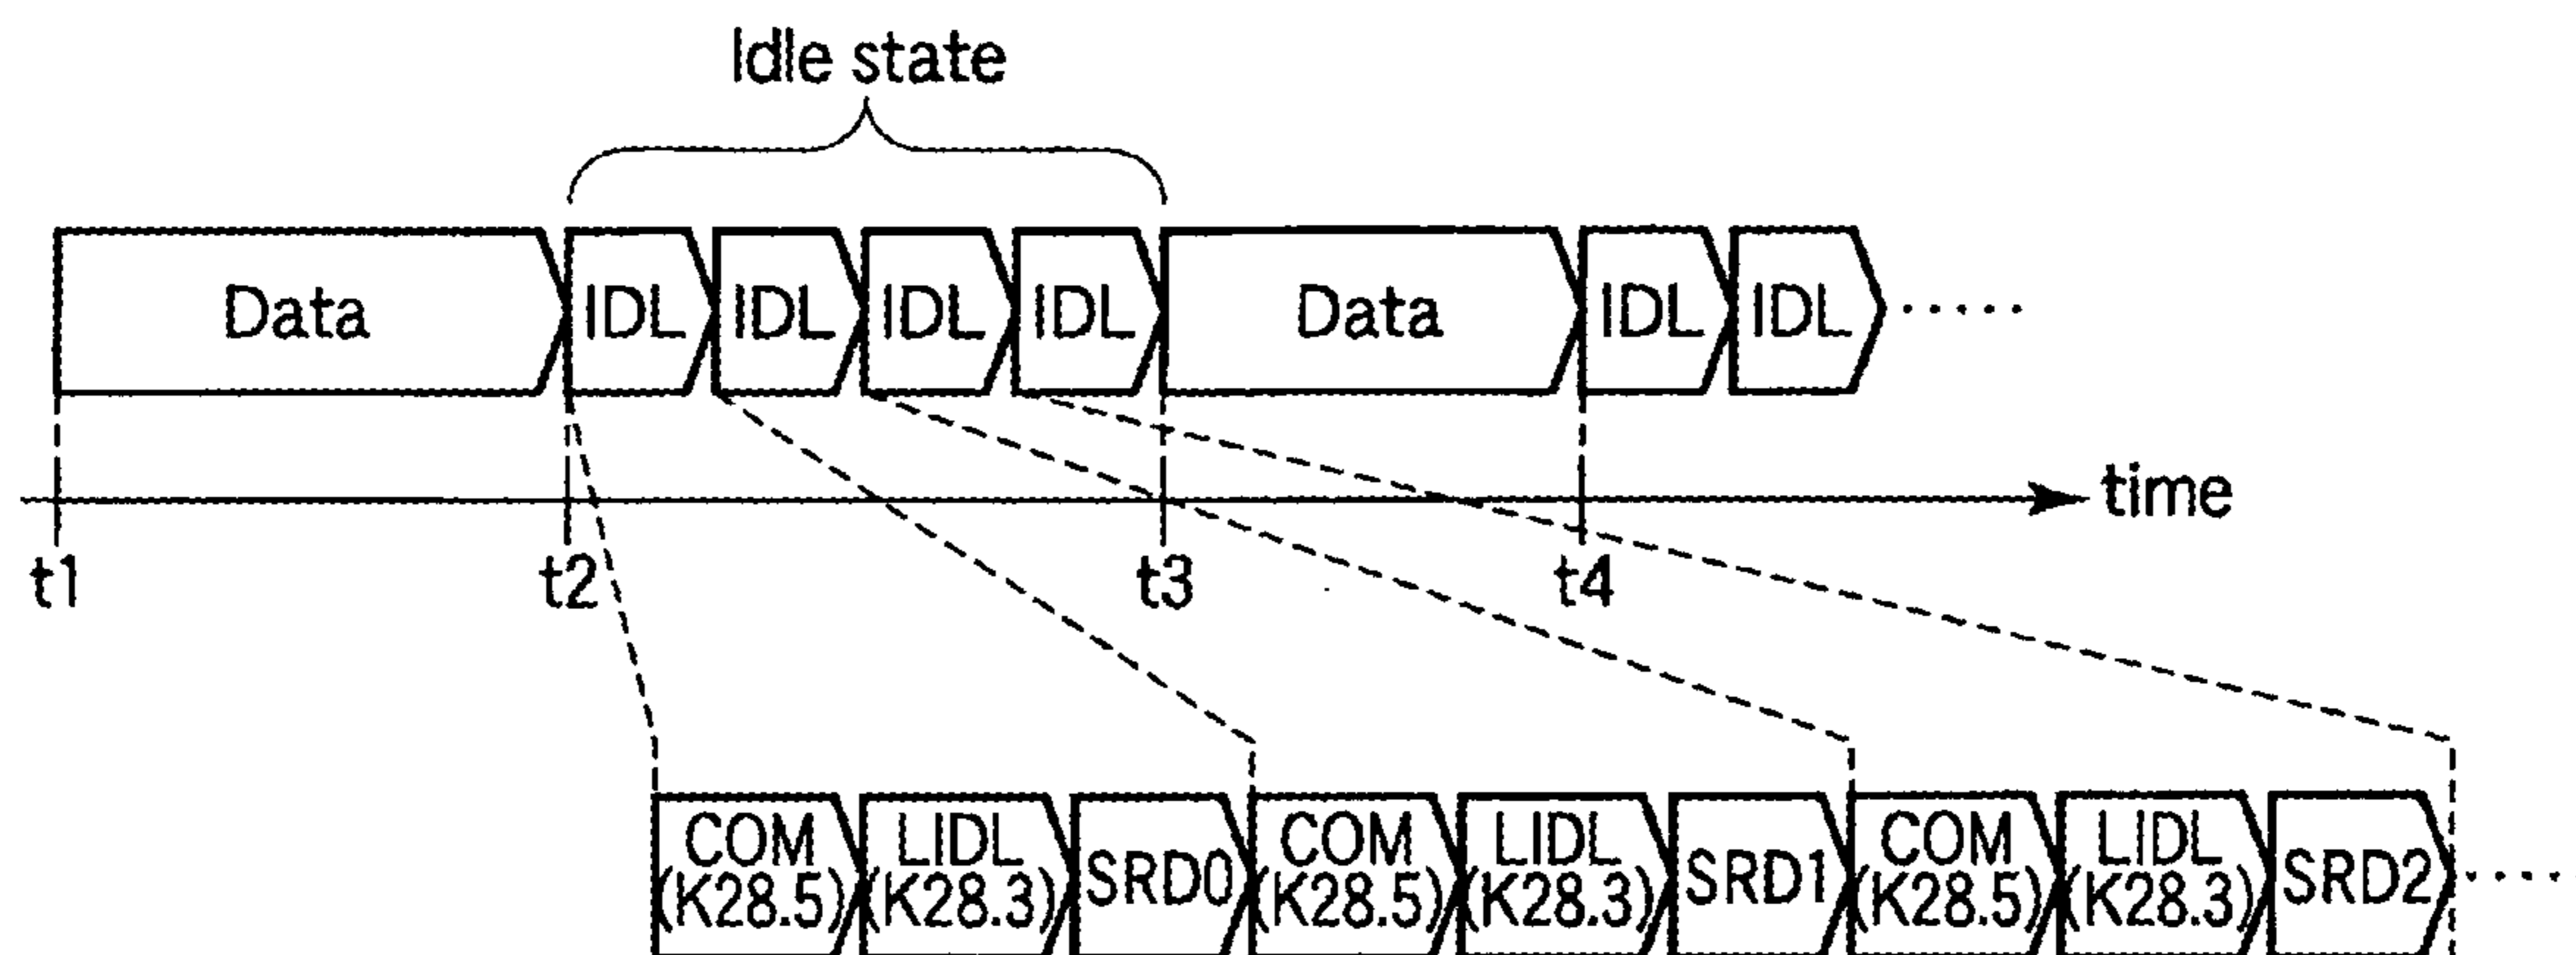 Idle state
Data IDL IDL IDL IDL Data IDL IDL ·····
time
t1 t2 t3 t4
COM LIDL SRD0 COM LIDL SRD1 COM LIDL SRD2 ·····
(K28.5) (K28.3) (K28.5) (K28.3) (K28.5) (K28.3)